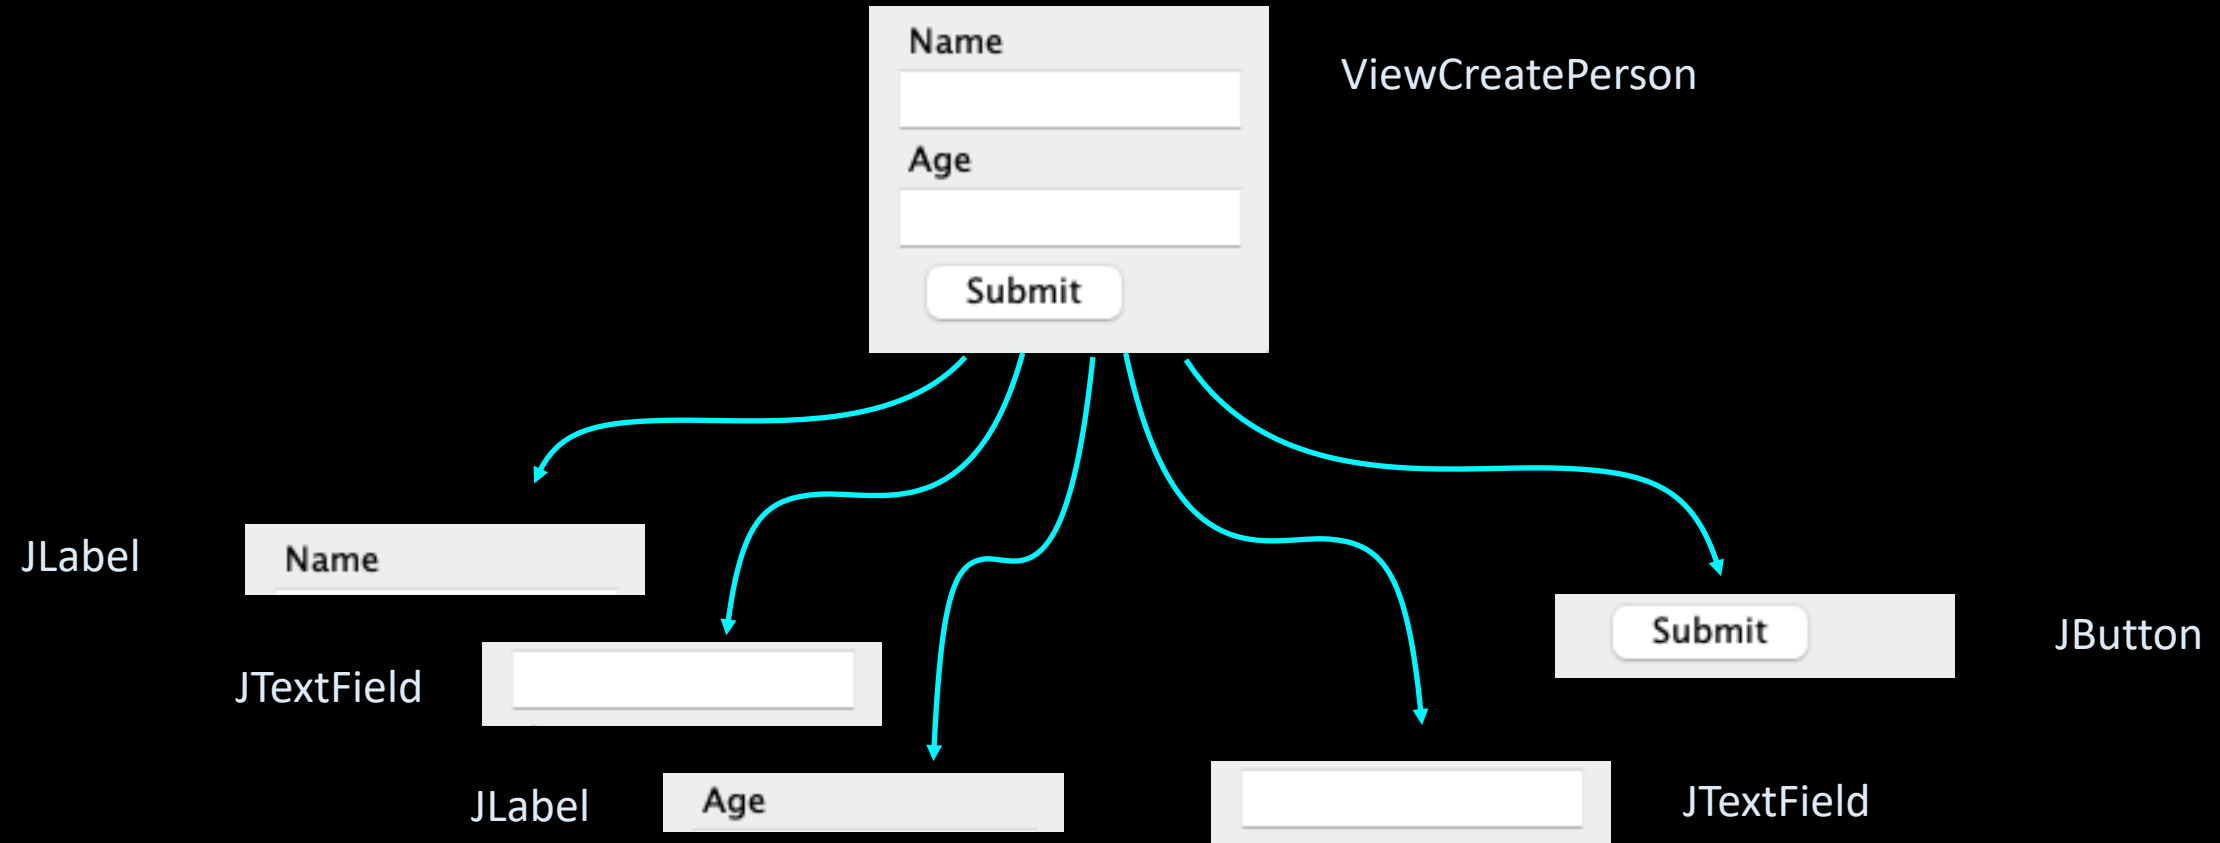 Name
ViewCreatePerson
Age
Submit
JLabel
Name
Submit
JButton
JTextField
JLabel
Age
JTextField